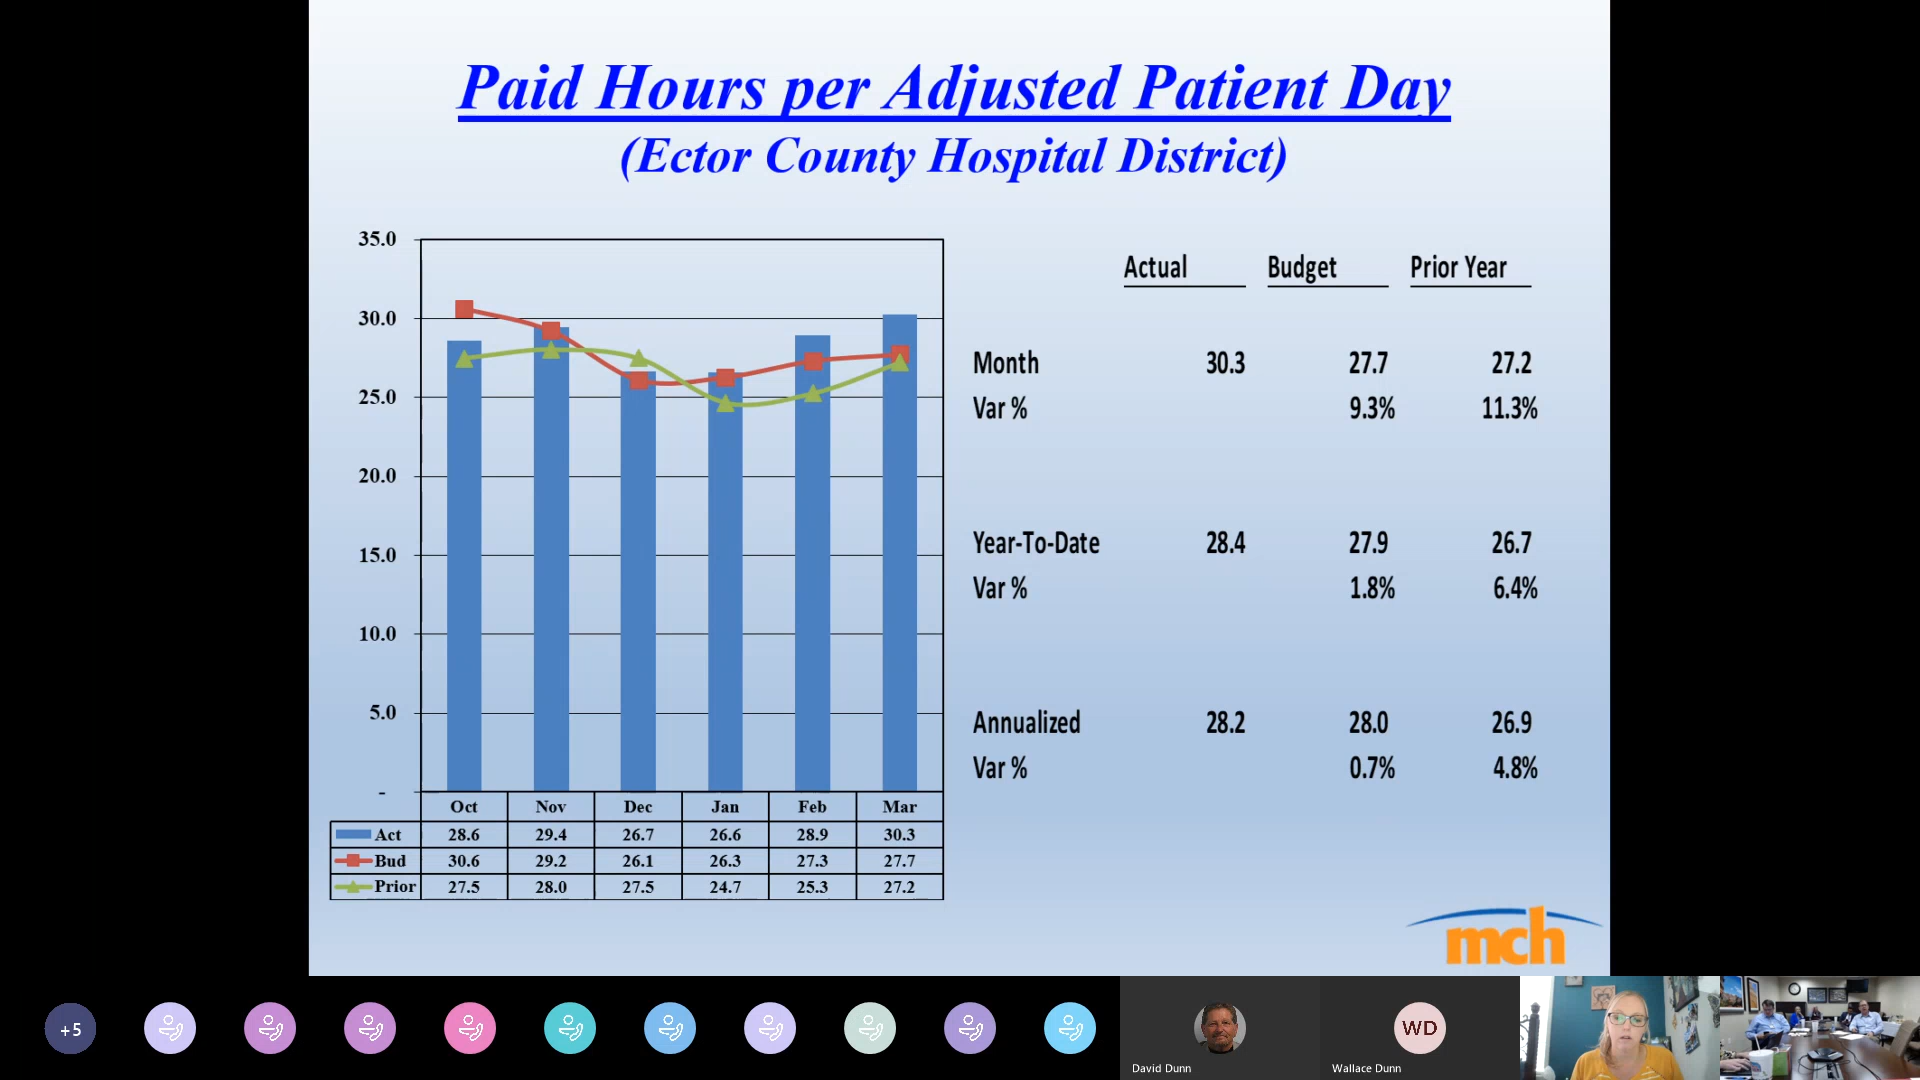 Paid Hours per Adjusted Patient Day
(Ector County Hospital District)
35.0
30.0
25.0
20.0
15.0
10.0
5.0
-
Oct Nov Dec Jan Feb Mar
Act 28.6 29.4 26.7 26.6 28.9 30.3
Bud 30.6 29.2 26.1 26.3 27.3 27.7
Prior 27.5 28.0 27.5 24.7 25.3 27.2
Actual Budget Prior Year
Month 30.3 27.7 27.2
Var % 9.3% 11.3%
Year-To-Date 28.4 27.9 26.7
Var % 1.8% 6.4%
Annualized 28.2 28.0 26.9
Var % 0.7% 4.8%
mch
+5
WD
David Dunn
Wallace Dunn